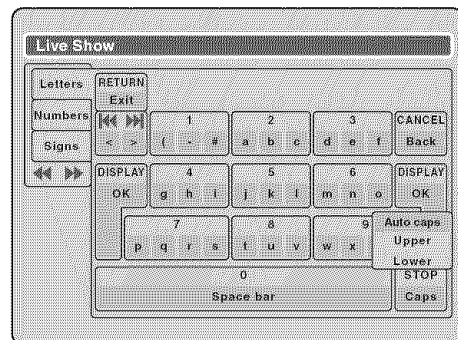 Live Show
Letters
Numbers
Signs
RETURN
Exit
< >
1
( - #
2
a b c
3
d e f
CANCEL
Back
DISPLAY
OK
4
g h i
5
j k l
6
m n o
DISPLAY
OK
7
p q r s
8
t u v
9
w x
Auto caps
Upper
Lower
0
Space bar
STOP
Caps